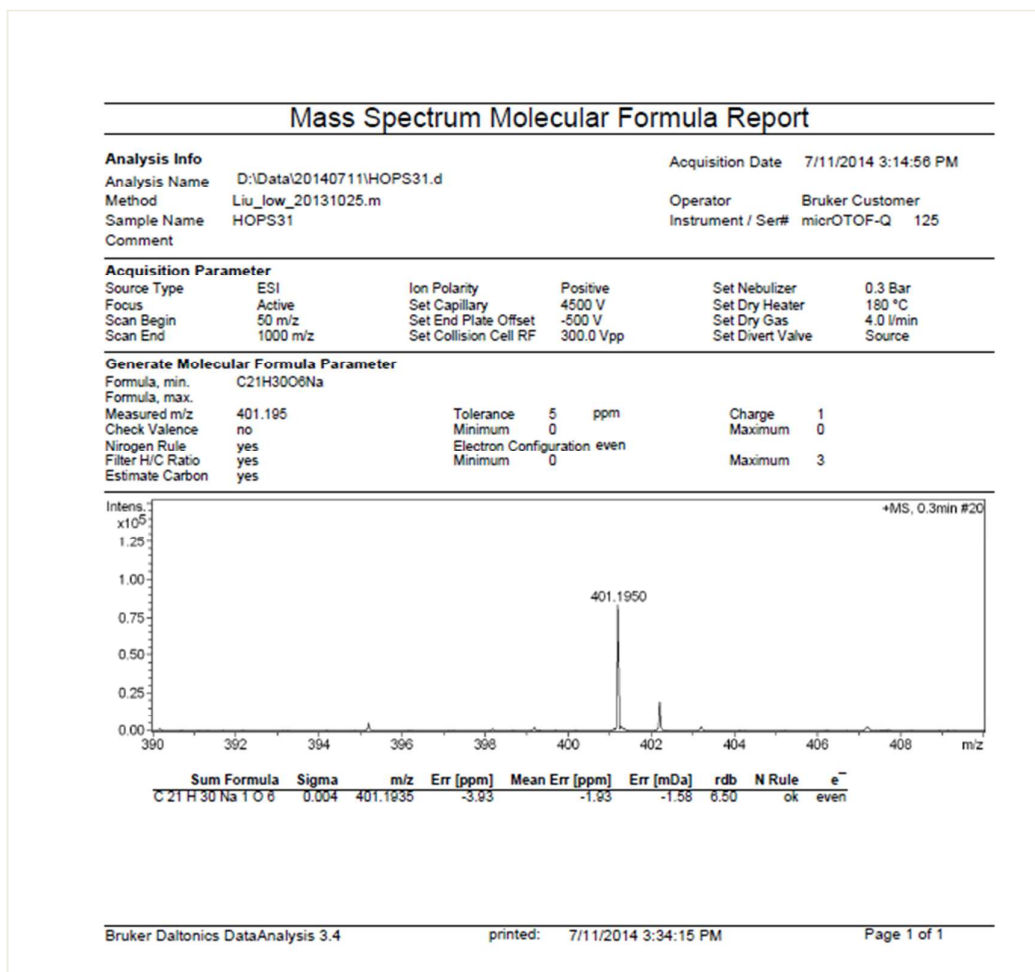 Mass Spectrum Molecular Formula Report
Analysis Info
Acquisition Date 7/11/2014 3:14:56 PM
Analysis Name D:\Data\20140711\HOPS31.d
Method Liu_low_20131025.m
Operator Bruker Customer
Sample Name HOPS31
Instrument / Ser# micrOTOF-Q 125
Comment
Acquisition Parameter
Source Type ESI Ion Polarity Positive Set Nebulizer 0.3 Bar
Focus Active Set Capillary 4500 V Set Dry Heater 180 °C
Scan Begin 50 m/z Set End Plate Offset -500 V Set Dry Gas 4.0 l/min
Scan End 1000 m/z Set Collision Cell RF 300.0 Vpp Set Divert Valve Source
Generate Molecular Formula Parameter
Formula, min. C21H30O6Na
Formula, max.
Measured m/z 401.195 Tolerance 5 ppm Charge 1
Check Valence no Minimum 0 Maximum 0
Nirogen Rule yes Electron Configuration even
Filter H/C Ratio yes Minimum 0 Maximum 3
Estimate Carbon yes
Intens.
x10⁵
+MS, 0.3min #20
1.25
1.00
401.1950
0.75
0.50
0.25
0.00
390 392 394 396 398 400 402 404 406 408 m/z
Sum Formula Sigma m/z Err [ppm] Mean Err [ppm] Err [mDa] rdb N Rule e⁻
C 21 H 30 Na 1 O 6 0.004 401.1935 -3.93 -1.93 -1.58 6.50 ok even
Bruker Daltonics DataAnalysis 3.4 printed: 7/11/2014 3:34:15 PM Page 1 of 1